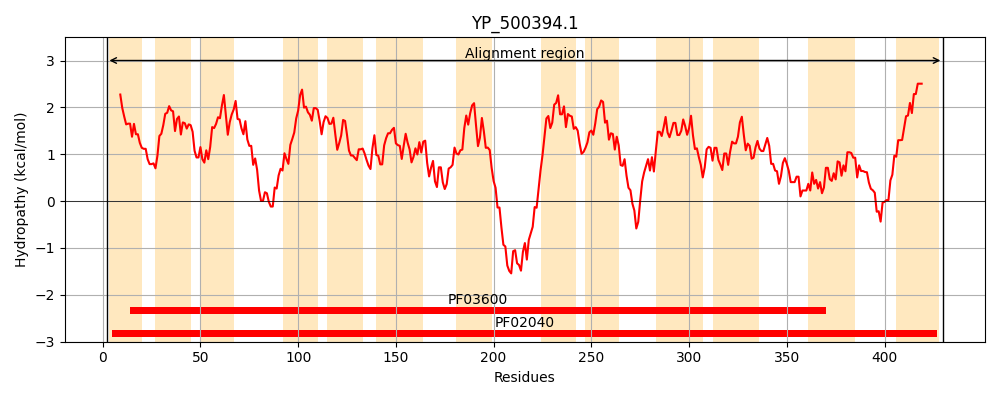 YP_500394.1
Alignment region
3
2
1
0
−1
−2
−3
Hydropathy (kcal/mol)
PF03600
PF02040
0 50 100 150 200 250 300 350 400
Residues